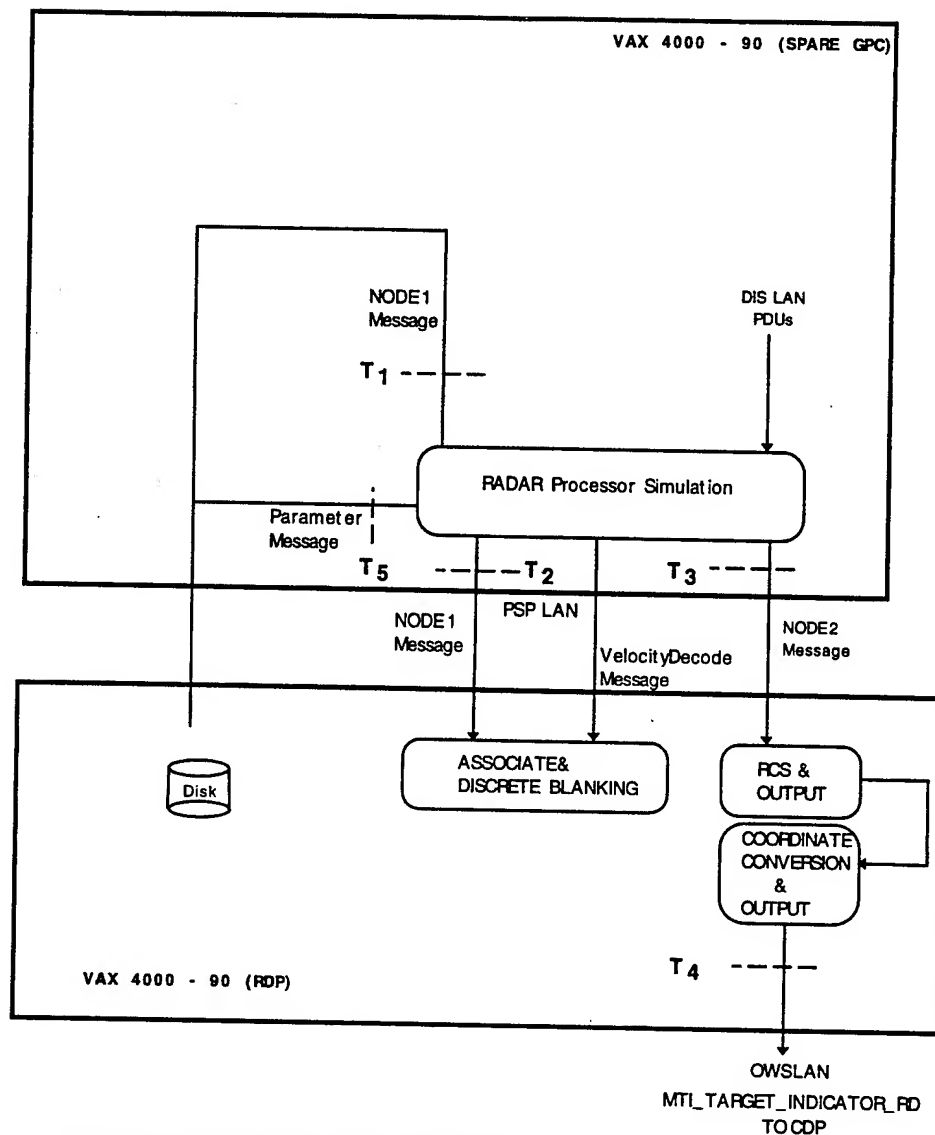 VAX 4000 - 90 (SPARE GPC)
NODE1
Message
DIS LAN
PDUs
T1
RADAR Processor Simulation
Parameter
Message
T5
T2
T3
PSP LAN
NODE1
Message
VelocityDecode
Message
NODE2
Message
Disk
ASSOCIATE&
DISCRETE BLANKING
RCS &
OUTPUT
COORDINATE
CONVERSION
&
OUTPUT
T4
VAX 4000 - 90 (RDP)
OWSLAN
MTI_TARGET_INDICATOR_RD
TO CDP